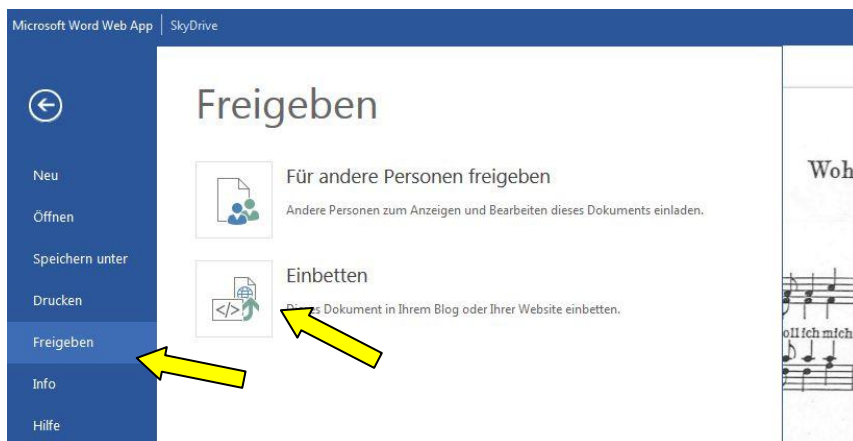 Microsoft Word Web App | SkyDrive
Freigeben
Neu
Öffnen
Speichern unter
Drucken
Freigeben
Info
Hilfe
Für andere Personen freigeben
Andere Personen zum Anzeigen und Bearbeiten dieses Dokuments einladen.
Einbetten
</>
Dieses Dokument in Ihrem Blog oder Ihrer Website einbetten.
Woh
oll ich mich